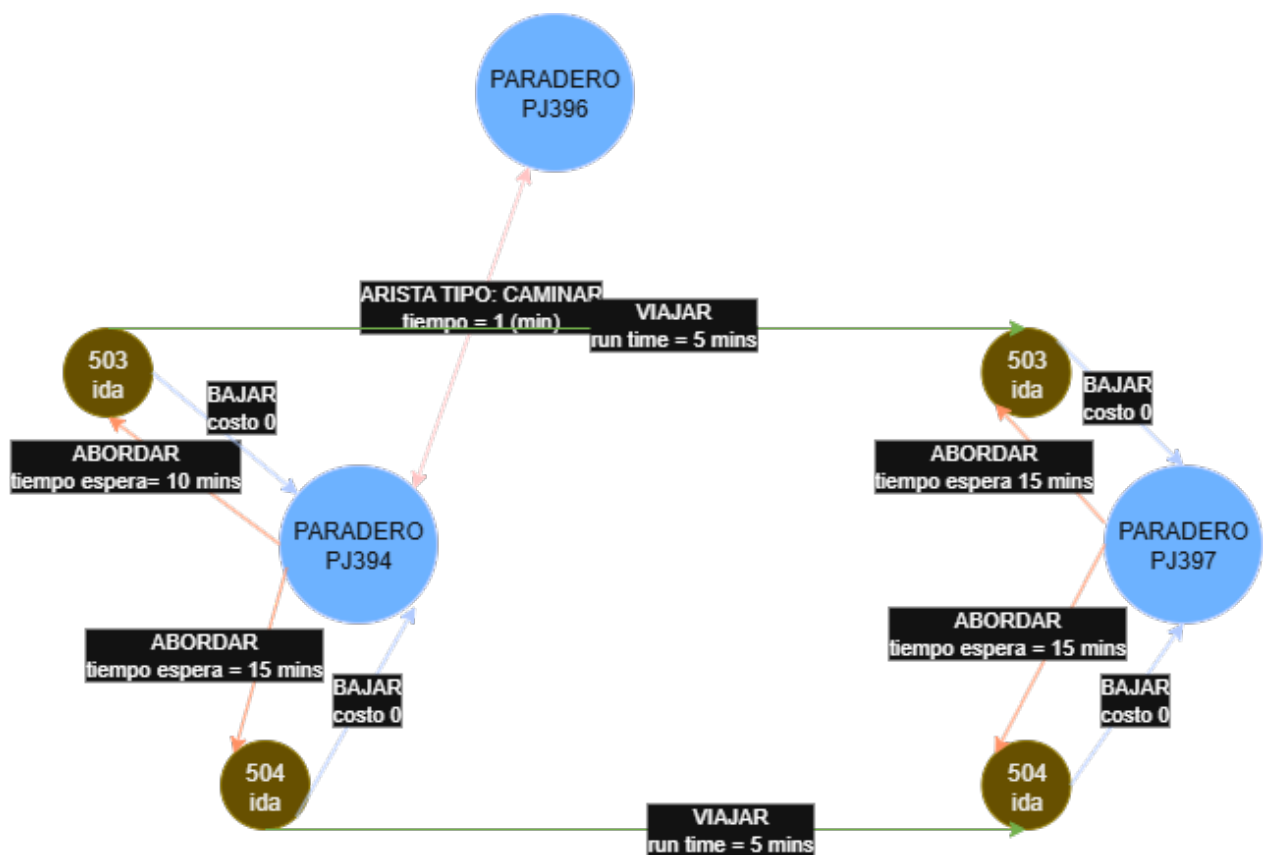 PARADERO
PJ396
ARISTA TIPO: CAMINAR
tiempo = 1 (min)
VIAJAR
run time = 5 mins
503
ida
BAJAR
costo 0
ABORDAR
tiempo espera= 10 mins
PARADERO
PJ394
ABORDAR
tiempo espera = 15 mins
BAJAR
costo 0
504
ida
VIAJAR
run time = 5 mins
503
ida
BAJAR
costo 0
ABORDAR
tiempo espera 15 mins
PARADERO
PJ397
ABORDAR
tiempo espera = 15 mins
BAJAR
costo 0
504
ida